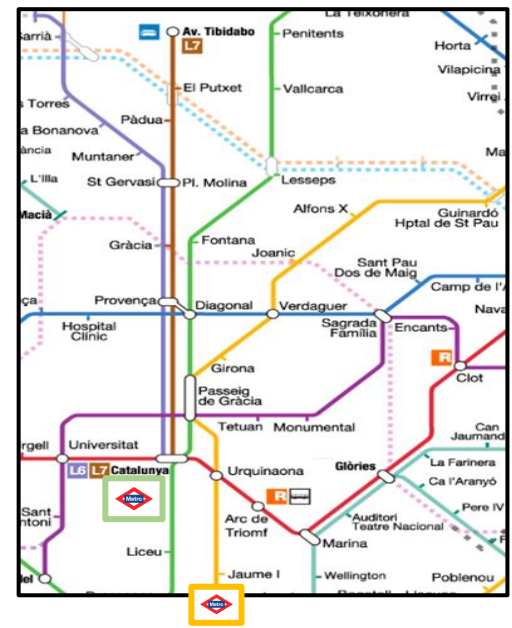 La Teixonera
Sarrià
Av. Tibidabo
L7
Penitents
Horta
Vilapicina
El Putxet
Vallcarca
Virrei
s Torres
Pàdua
a Bonanova
ància
Muntaner
Ma
L'Illa
St Gervasi
Pl. Molina
Lesseps
Macià
Alfons X
Guinardó
Hptal de St Pau
Gràcia
Fontana
Joanic
Sant Pau
Dos de Maig
Camp de l'A
ça
Provença
Diagonal
Verdaguer
Nava
Hospital
Clínic
Sagrada
Família
Encants
R
Girona
Clot
Passeig
de Gràcia
Tetuan
Monumental
Can
Jaumand
rgell
Universitat
L6
L7
Catalunya
Urquinaona
Glòries
La Farinera
Ca l'Aranyó
Metro
R
Pere IV
Sant
ntoni
Arc de
Triomf
Auditori
Teatre Nacional
Marina
Liceu
el
Jaume I
Wellington
Poblenou
Metro